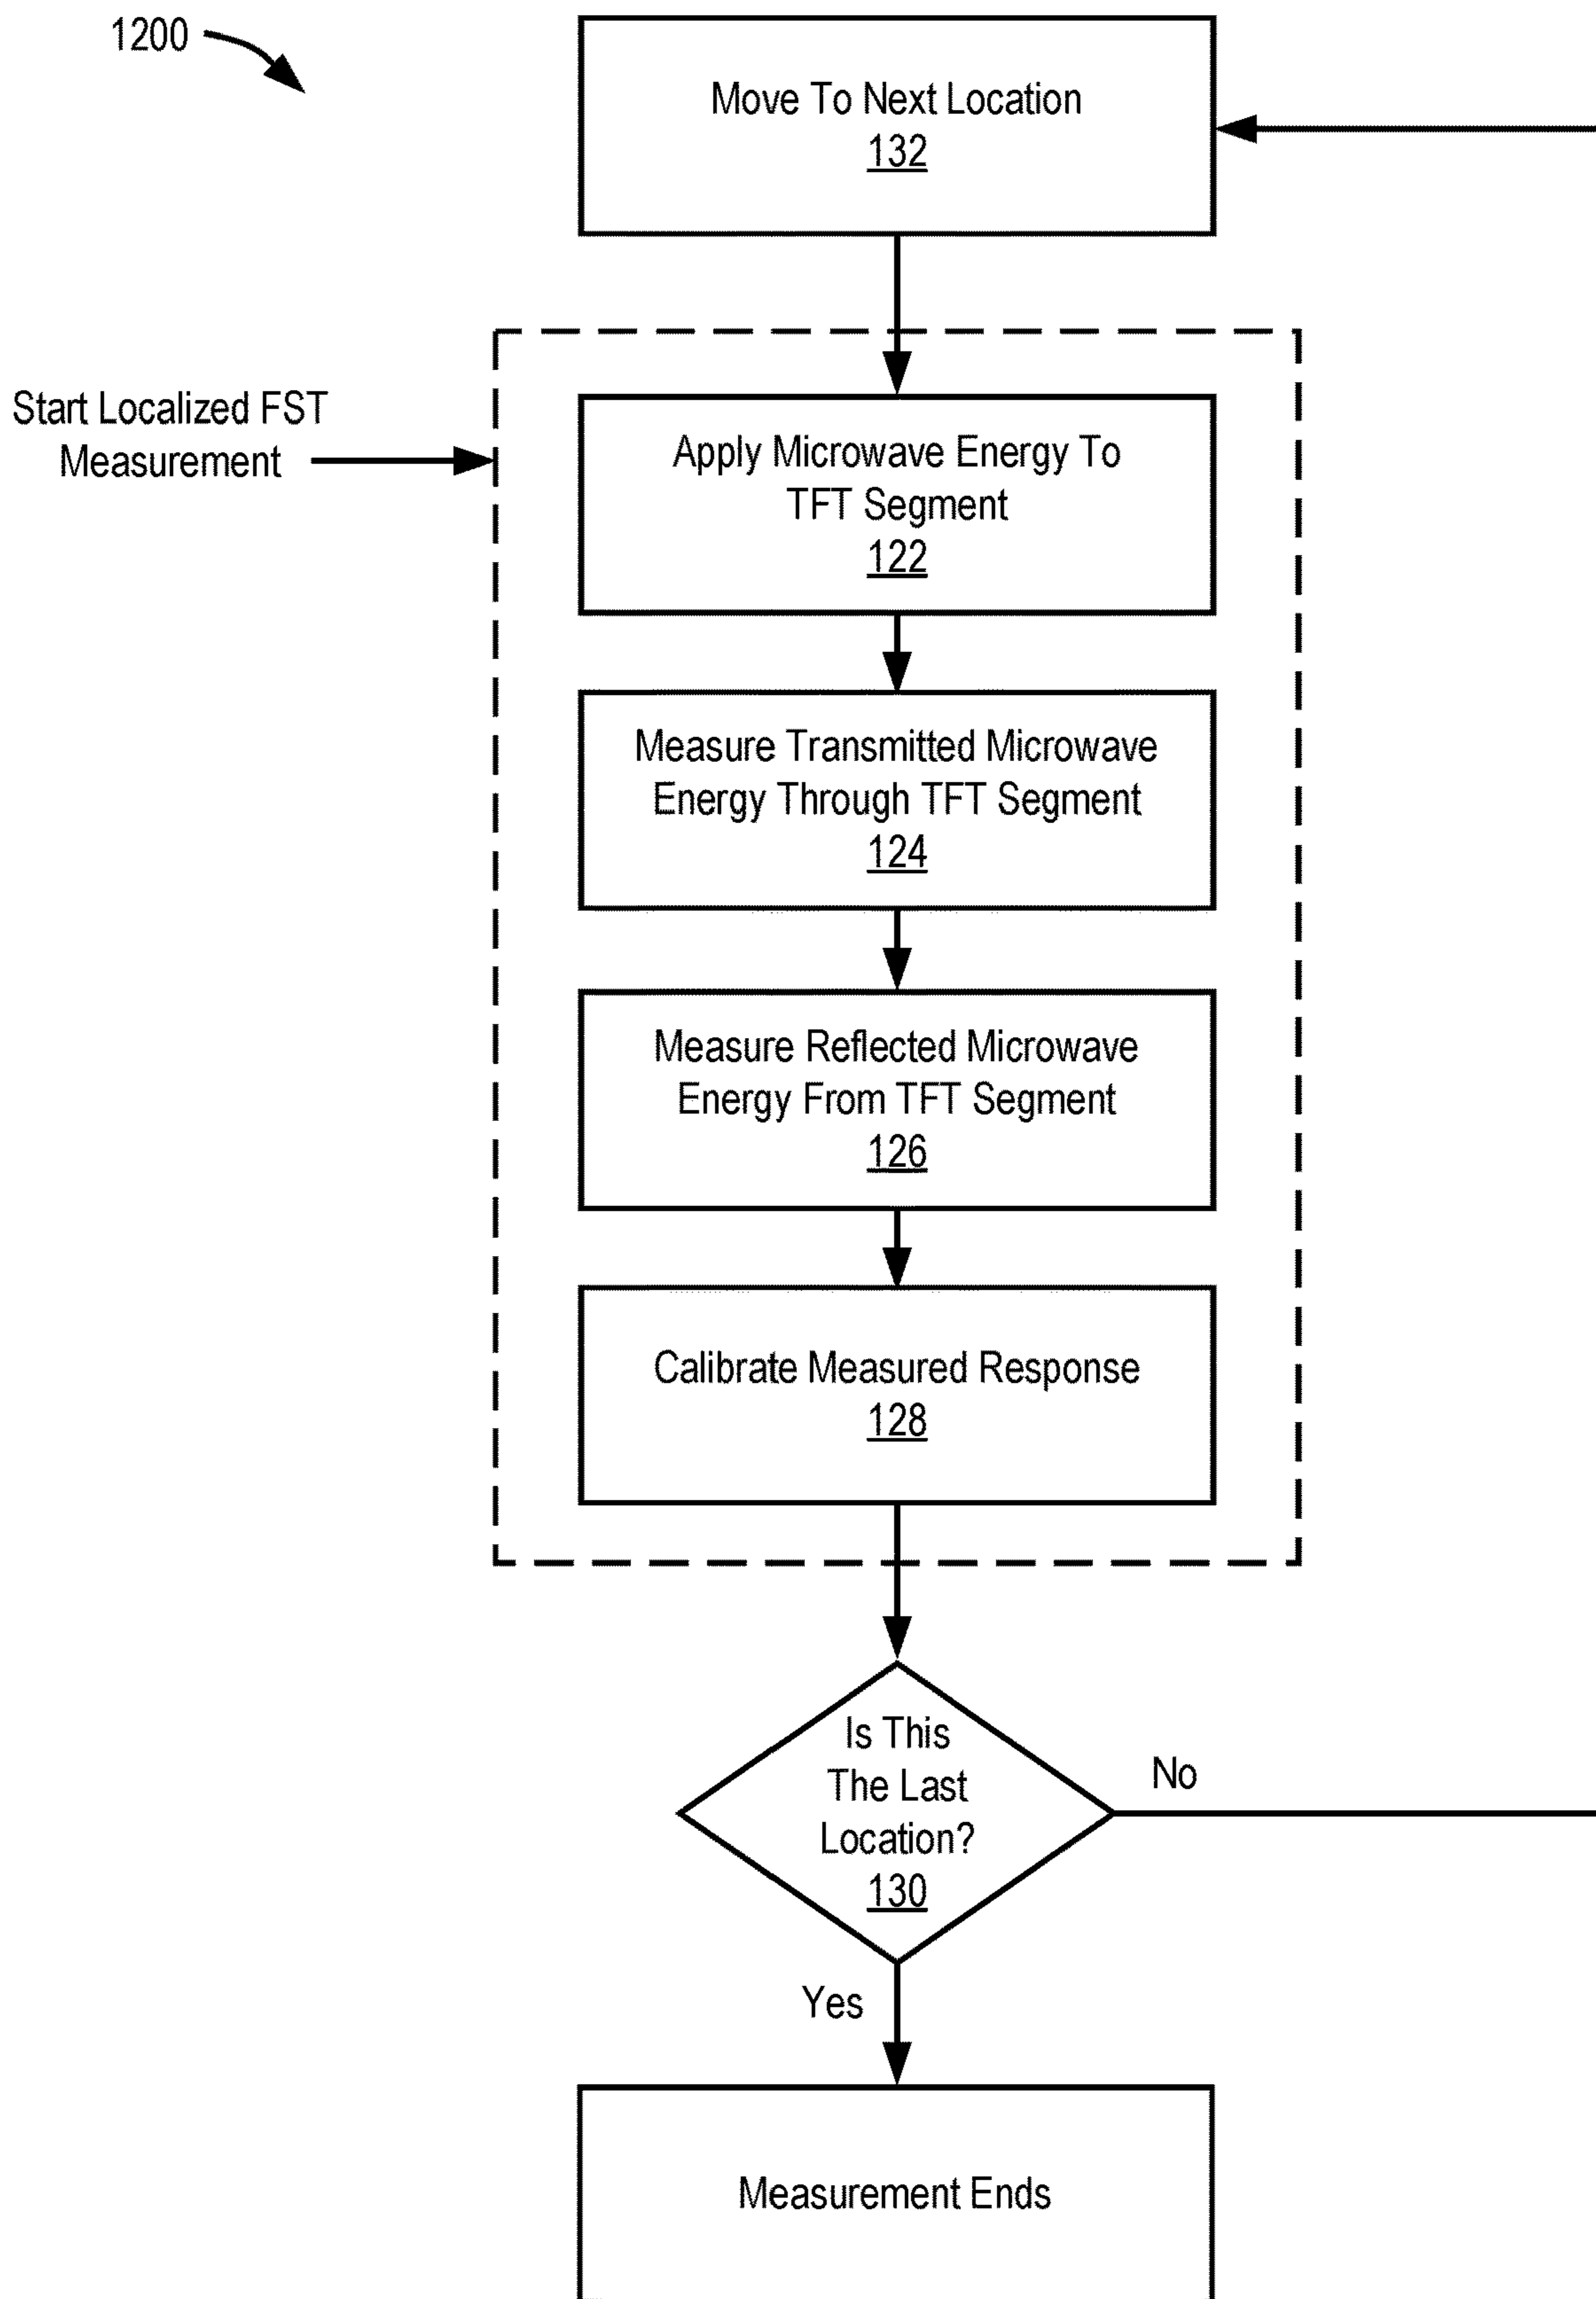 1200
Move To Next Location
132
Start Localized FST
Measurement
Apply Microwave Energy To
TFT Segment
122
Measure Transmitted Microwave
Energy Through TFT Segment
124
Measure Reflected Microwave
Energy From TFT Segment
126
Calibrate Measured Response
128
Is This
The Last
Location?
130
No
Yes
Measurement Ends